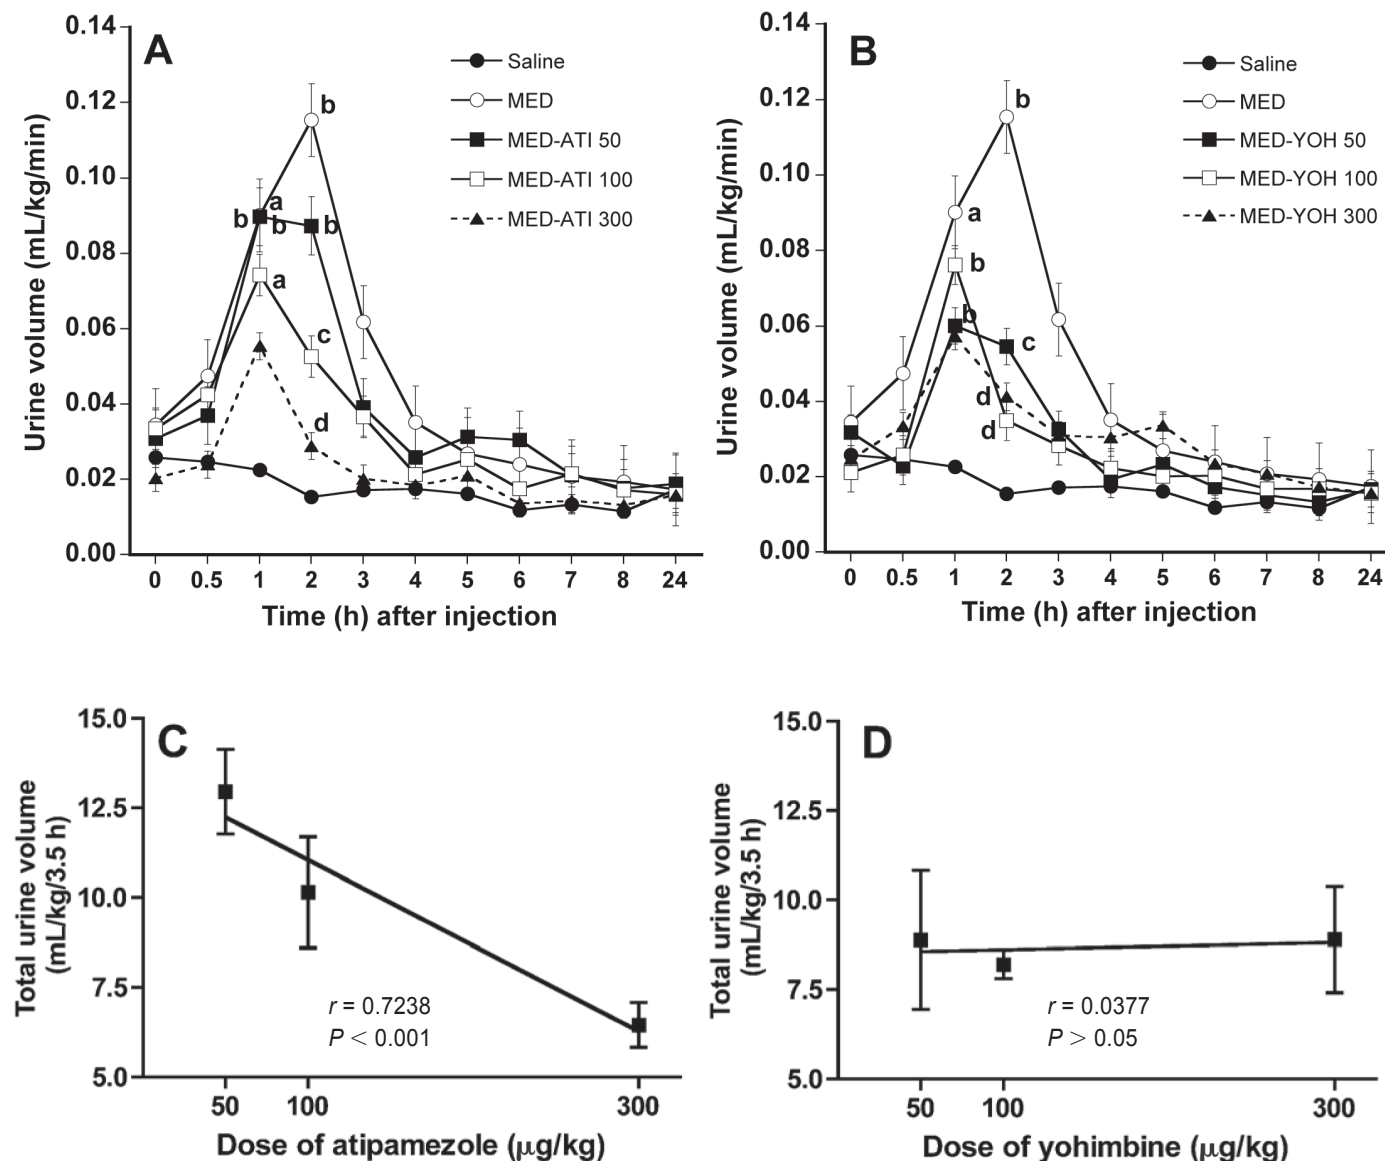 A
Urine volume (mL/kg/min)
0.14
0.12
0.10
0.08
0.06
0.04
0.02
0.00
Saline
MED
MED-ATI 50
MED-ATI 100
MED-ATI 300
b
a
b
b
b
a
c
d
0 0.5 1 2 3 4 5 6 7 8 24
Time (h) after injection
B
Urine volume (mL/kg/min)
0.14
0.12
0.10
0.08
0.06
0.04
0.02
0.00
Saline
MED
MED-YOH 50
MED-YOH 100
MED-YOH 300
b
a
b
b
c
d
d
0 0.5 1 2 3 4 5 6 7 8 24
Time (h) after injection
C
Total urine volume
(mL/kg/3.5 h)
15.0
12.5
10.0
7.5
5.0
r = 0.7238
P < 0.001
50 100 300
Dose of atipamezole (µg/kg)
D
Total urine volume
(mL/kg/3.5 h)
15.0
12.5
10.0
7.5
5.0
r = 0.0377
P > 0.05
50 100 300
Dose of yohimbine (µg/kg)